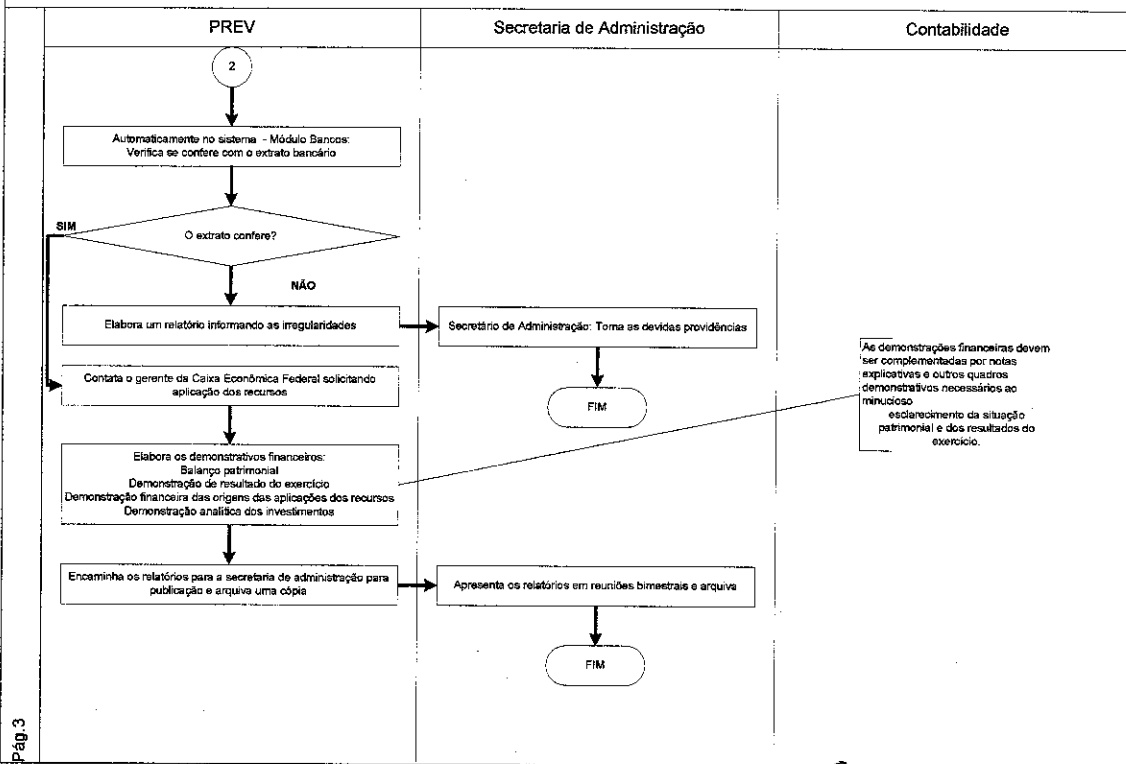 PREV
Secretaria de Administração
Contabilidade
2
Automaticamente no sistema - Módulo Bancos:
Verifica se confere com o extrato bancário
SIM
O extrato confere?
NÃO
Elabora um relatório informando as irregularidades
Secretário de Administração: Toma as devidas providências
FIM
As demonstrações financeiras devem
ser complementadas por notas
explicativas e outros quadros
demonstrativos necessários ao
minucioso
esclarecimento da situação
patrimonial e dos resultados do
exercício.
Contata o gerente da Caixa Econômica Federal solicitando
aplicação dos recursos
Elabora os demonstrativos financeiros:
Balanço patrimonial
Demonstração de resultado do exercício
Demonstração financeira das origens das aplicações dos recursos
Demonstração analítica dos investimentos
Encaminha os relatórios para a secretaria de administração para
publicação e arquiva uma cópia
Apresenta os relatórios em reuniões bimestrais e arquiva
FIM
Pág.3